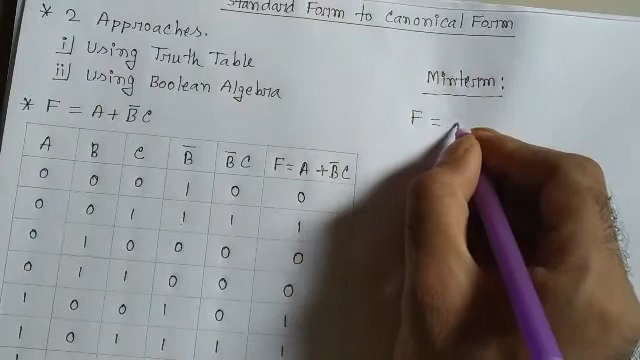 Standard Form to Canonical Form
* 2 Approaches.
i) Using Truth Table
ii) Using Boolean Algebra
Minterm:
* F = A + B̅C
F =
A B C B̅ B̅C F = A + B̅C
0 0 0 1 0 0
0 0 1 1 1 1
0 1 0 0 0 0
0 1 1 0 0 0
1 0 0 1 0 1
1 0 1 1 1 1